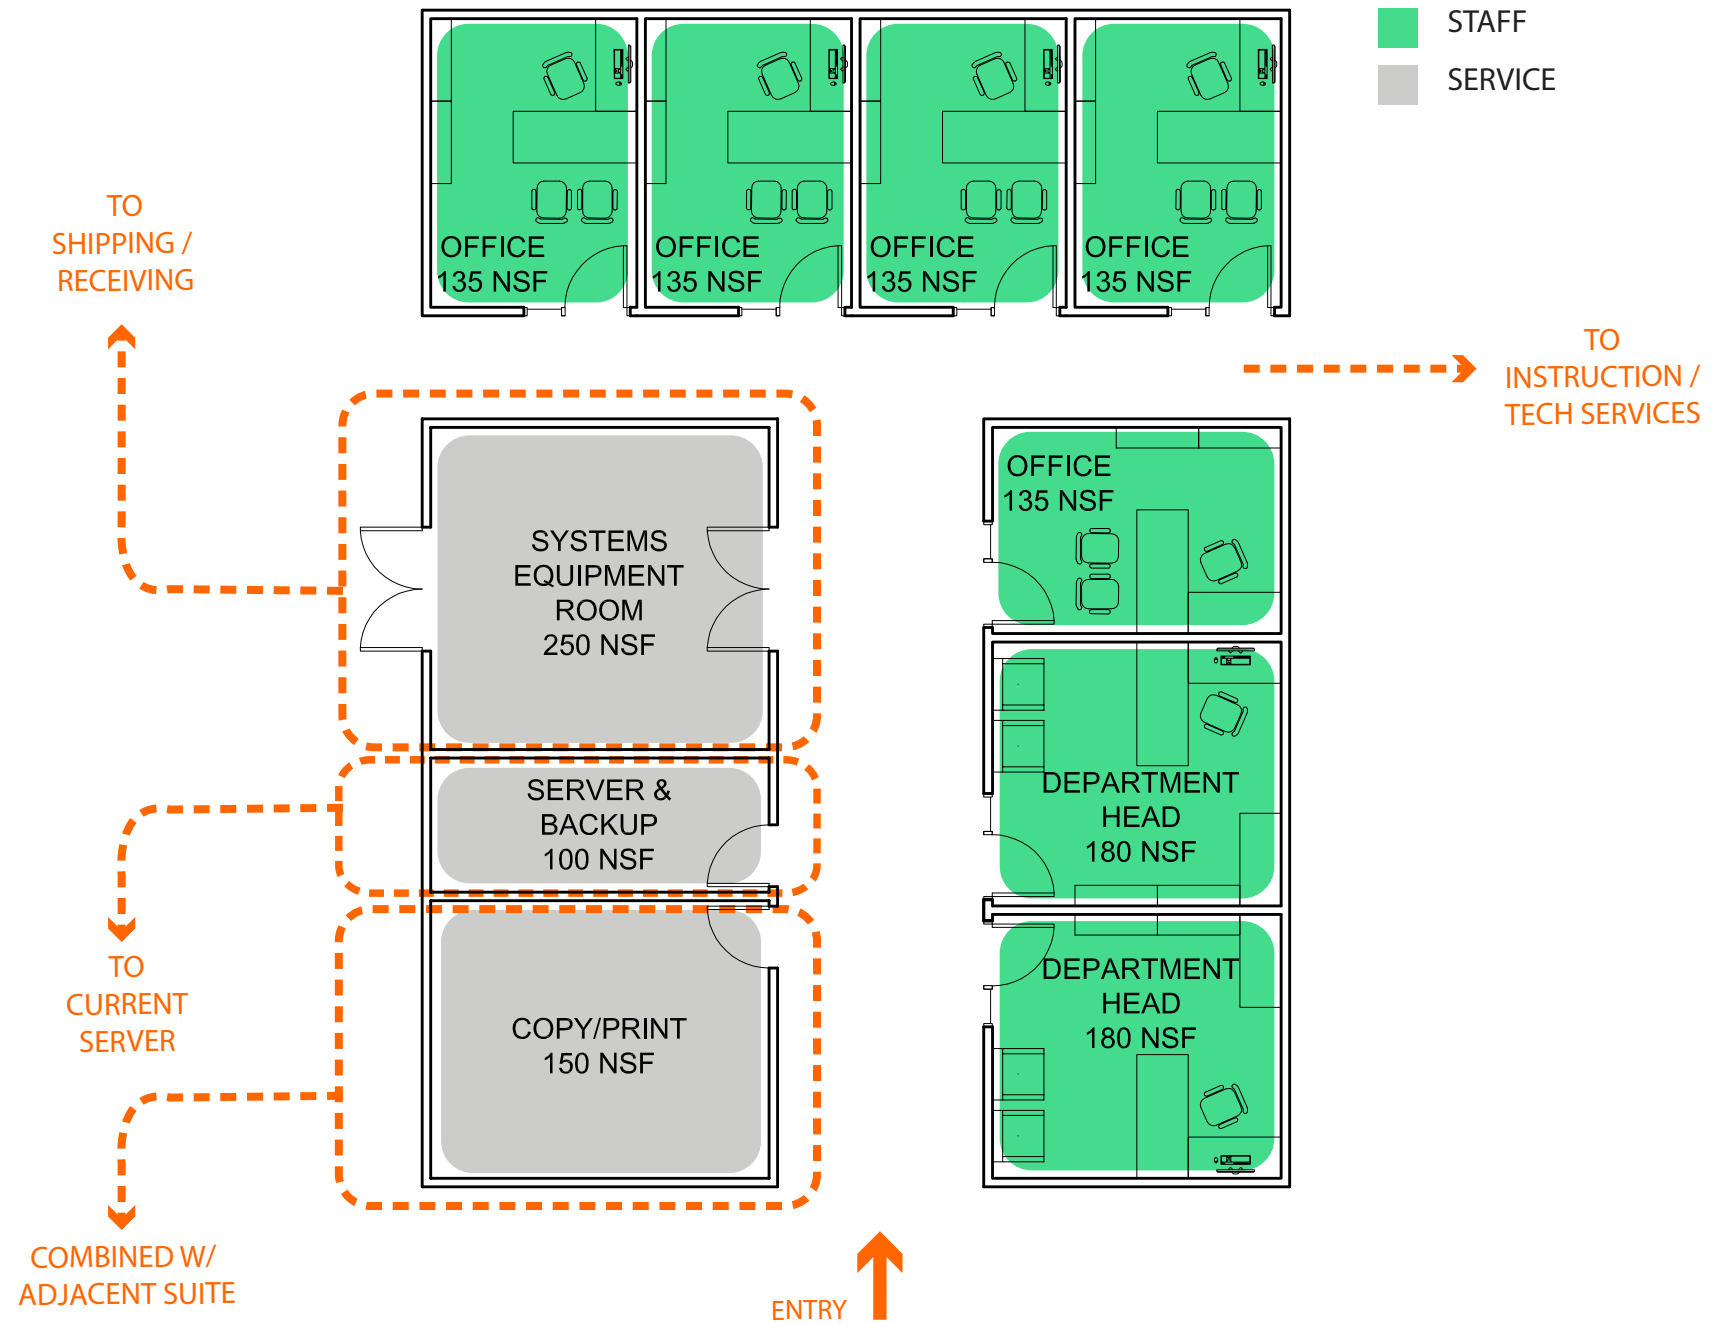 STAFF
SERVICE
OFFICE
135 NSF
OFFICE
135 NSF
OFFICE
135 NSF
OFFICE
135 NSF
TO
SHIPPING /
RECEIVING
TO
INSTRUCTION /
TECH SERVICES
SYSTEMS
EQUIPMENT
ROOM
250 NSF
OFFICE
135 NSF
SERVER &
BACKUP
100 NSF
DEPARTMENT
HEAD
180 NSF
TO
CURRENT
SERVER
COPY/PRINT
150 NSF
DEPARTMENT
HEAD
180 NSF
COMBINED W/
ADJACENT SUITE
ENTRY